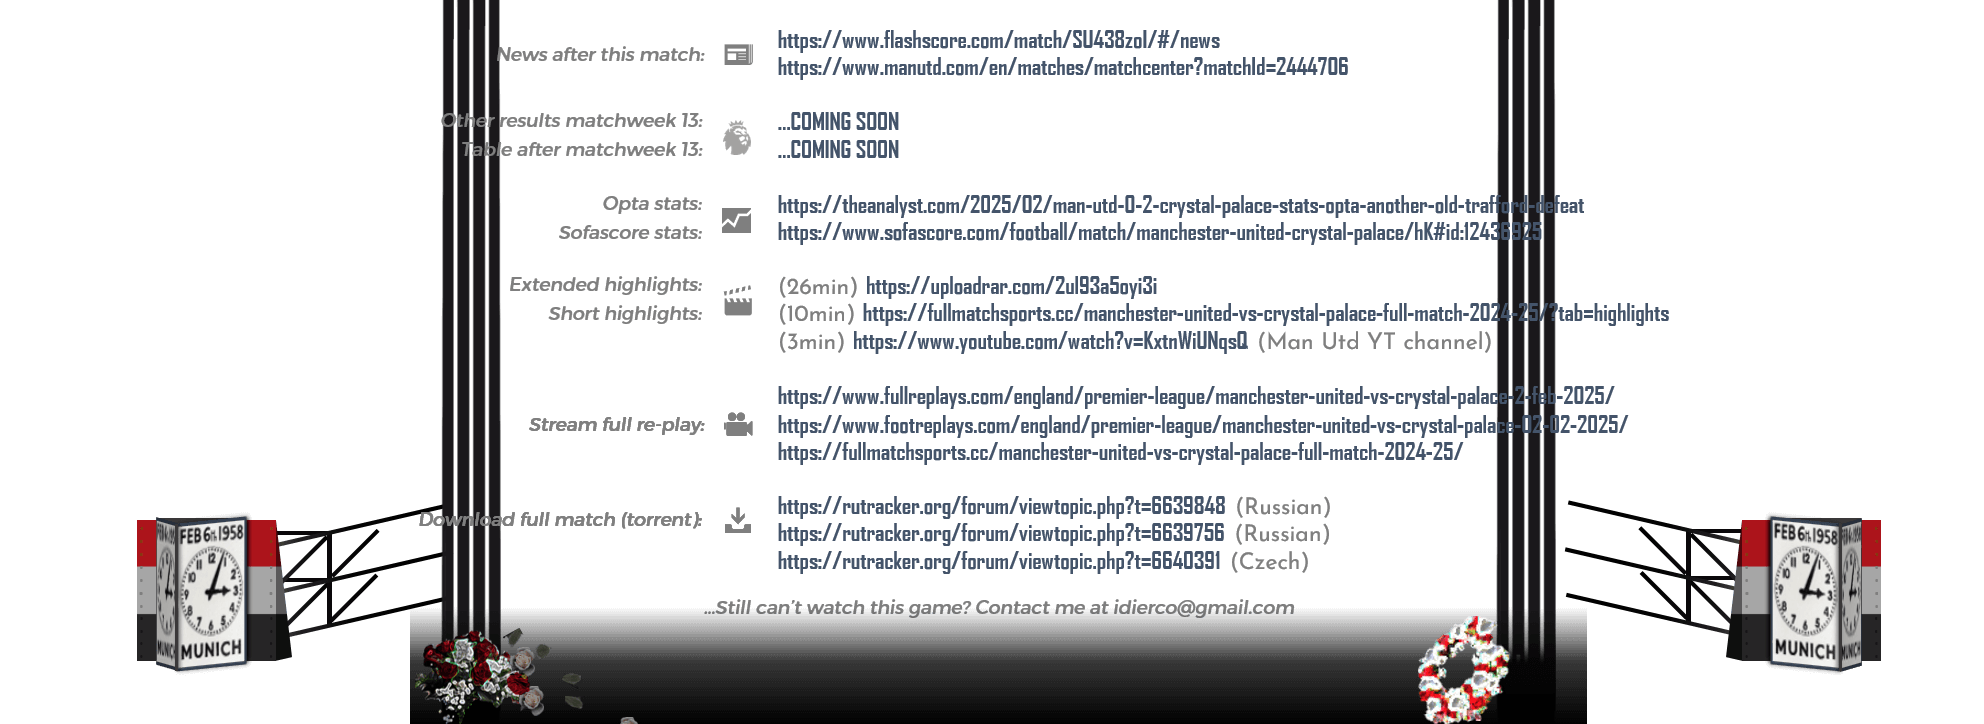 News after this match:
https://www.flashscore.com/match/SU438zol/#/news
https://www.manutd.com/en/matches/matchcenter?matchId=2444706
Other results matchweek 13:
...COMING SOON
Table after matchweek 13:
...COMING SOON
Opta stats:
https://theanalyst.com/2025/02/man-utd-0-2-crystal-palace-stats-opta-another-old-trafford-defeat
Sofascore stats:
https://www.sofascore.com/football/match/manchester-united-crystal-palace/hK#id:12436925
Extended highlights:
(26min) https://uploadrar.com/2ul93a5oyi3i
Short highlights:
(10min) https://fullmatchsports.cc/manchester-united-vs-crystal-palace-full-match-2024-25/?tab=highlights
(3min) https://www.youtube.com/watch?v=KxtnWiUNqsQ (Man Utd YT channel)
Stream full re-play:
https://www.fullreplays.com/england/premier-league/manchester-united-vs-crystal-palace-2-feb-2025/
https://www.footreplays.com/england/premier-league/manchester-united-vs-crystal-palace-02-02-2025/
https://fullmatchsports.cc/manchester-united-vs-crystal-palace-full-match-2024-25/
Download full match (torrent):
https://rutracker.org/forum/viewtopic.php?t=6639848 (Russian)
https://rutracker.org/forum/viewtopic.php?t=6639756 (Russian)
https://rutracker.org/forum/viewtopic.php?t=6640391 (Czech)
...Still can't watch this game? Contact me at idierco@gmail.com
FEB 6th 1958
MUNICH
FEB 6th 1958
MUNICH